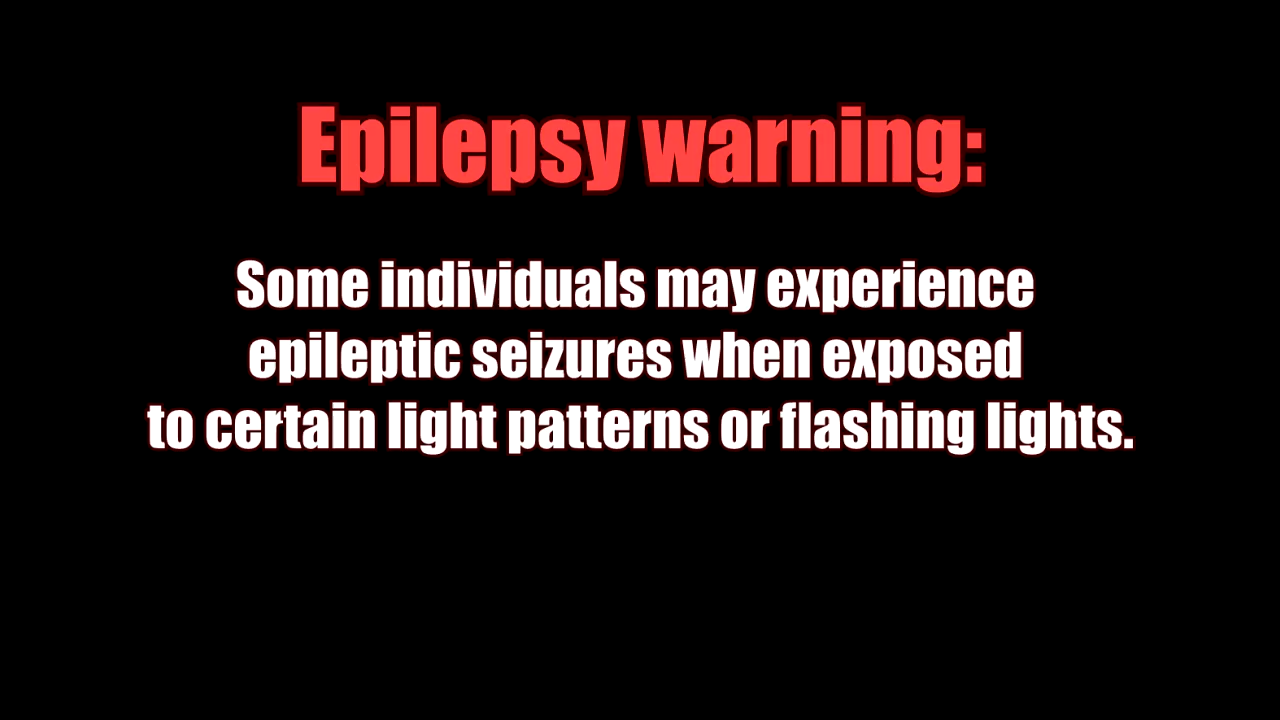 Epilepsy warning:
Some individuals may experience
epileptic seizures when exposed
to certain light patterns or flashing lights.